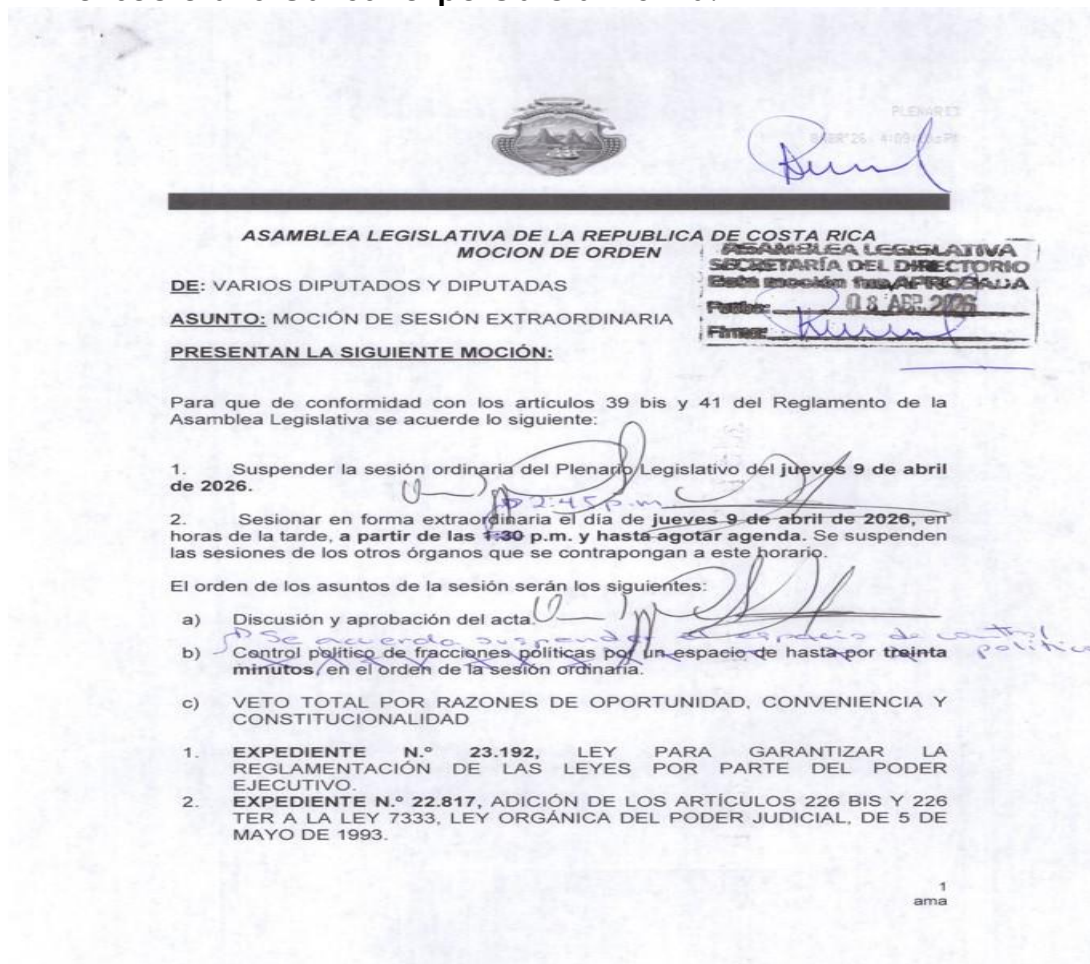 PLENARIO
ASAMBLEA LEGISLATIVA DE LA REPUBLICA DE COSTA RICA
MOCION DE ORDEN
ASAMBLEA LEGISLATIVA
SECRETARÍA DEL DIRECTORIO
Esta moción fue APROBADA
Fecha: 08 ABR. 2026
Firma:
DE: VARIOS DIPUTADOS Y DIPUTADAS
ASUNTO: MOCIÓN DE SESIÓN EXTRAORDINARIA
PRESENTAN LA SIGUIENTE MOCIÓN:
Para que de conformidad con los artículos 39 bis y 41 del Reglamento de la
Asamblea Legislativa se acuerde lo siguiente:
1. Suspender la sesión ordinaria del Plenario Legislativo del jueves 9 de abril
de 2026.
2:45 p.m.
2. Sesionar en forma extraordinaria el día de jueves 9 de abril de 2026, en
horas de la tarde, a partir de las 1:30 p.m. y hasta agotar agenda. Se suspenden
las sesiones de los otros órganos que se contrapongan a este horario.
El orden de los asuntos de la sesión serán los siguientes:
a) Discusión y aprobación del acta.
Se acuerda suspender el espacio de control político
b) Control político de fracciones políticas por un espacio de hasta por treinta
minutos, en el orden de la sesión ordinaria.
c) VETO TOTAL POR RAZONES DE OPORTUNIDAD, CONVENIENCIA Y
CONSTITUCIONALIDAD
1. EXPEDIENTE N.º 23.192, LEY PARA GARANTIZAR LA
REGLAMENTACIÓN DE LAS LEYES POR PARTE DEL PODER
EJECUTIVO.
2. EXPEDIENTE N.º 22.817, ADICIÓN DE LOS ARTÍCULOS 226 BIS Y 226
TER A LA LEY 7333, LEY ORGÁNICA DEL PODER JUDICIAL, DE 5 DE
MAYO DE 1993.
1
ama